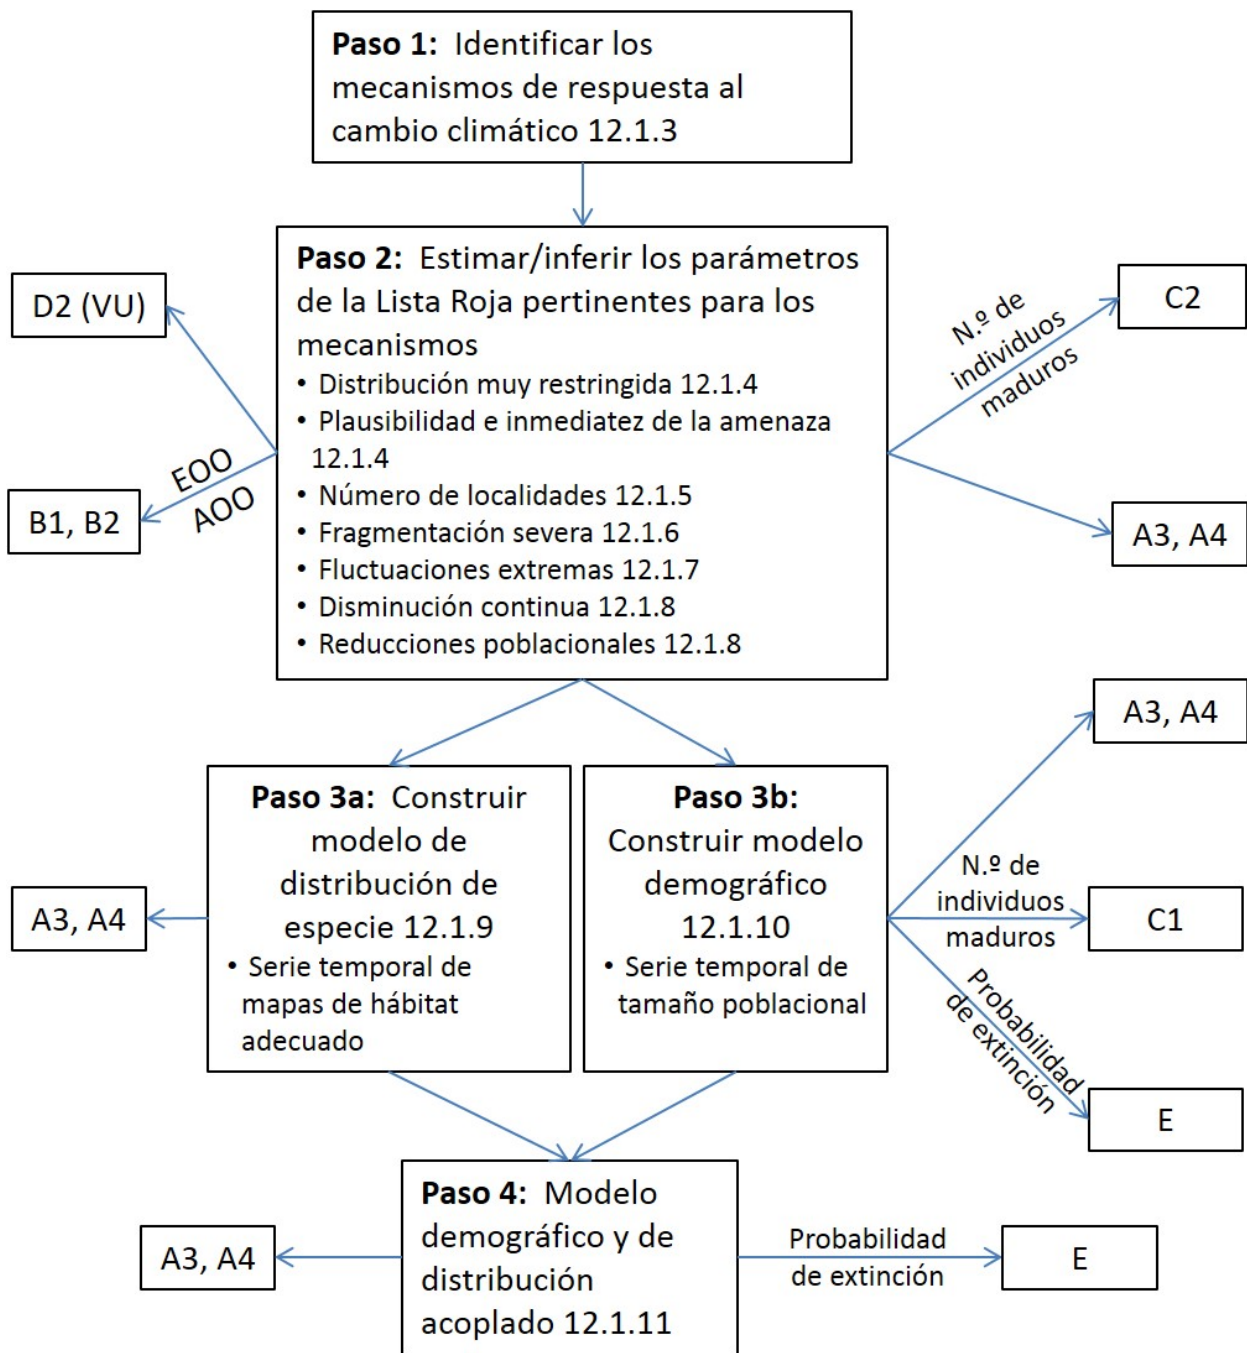 Paso 1: Identificar los
mecanismos de respuesta al
cambio climático 12.1.3
Paso 2: Estimar/inferir los parámetros
de la Lista Roja pertinentes para los
mecanismos
• Distribución muy restringida 12.1.4
• Plausibilidad e inmediatez de la amenaza
12.1.4
• Número de localidades 12.1.5
• Fragmentación severa 12.1.6
• Fluctuaciones extremas 12.1.7
• Disminución continua 12.1.8
• Reducciones poblacionales 12.1.8
D2 (VU)
EOO
AOO
B1, B2
N.º de
individuos
maduros
C2
A3, A4
Paso 3a: Construir
modelo de
distribución de
especie 12.1.9
• Serie temporal de
mapas de hábitat
adecuado
A3, A4
Paso 3b:
Construir modelo
demográfico
12.1.10
• Serie temporal de
tamaño poblacional
A3, A4
N.º de
individuos
maduros
C1
Probabilidad
de extinción
E
Paso 4: Modelo
demográfico y de
distribución
acoplado 12.1.11
A3, A4
Probabilidad
de extinción
E